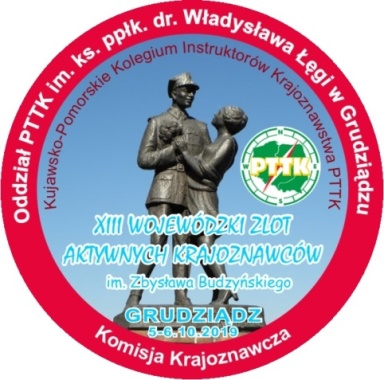 Oddział PTTK im. ks. ppłk. dr. Władysława Łęgi w Grudziądzu
Kujawsko-Pomorskie Kolegium Instruktorów Krajoznawstwa PTTK
PTTK
XIII WOJEWÓDZKI ZLOT
AKTYWNYCH KRAJOZNAWCÓW
im. Zbysława Budzyńskiego
GRUDZIĄDZ
5-6.10.2019
Komisja Krajoznawcza